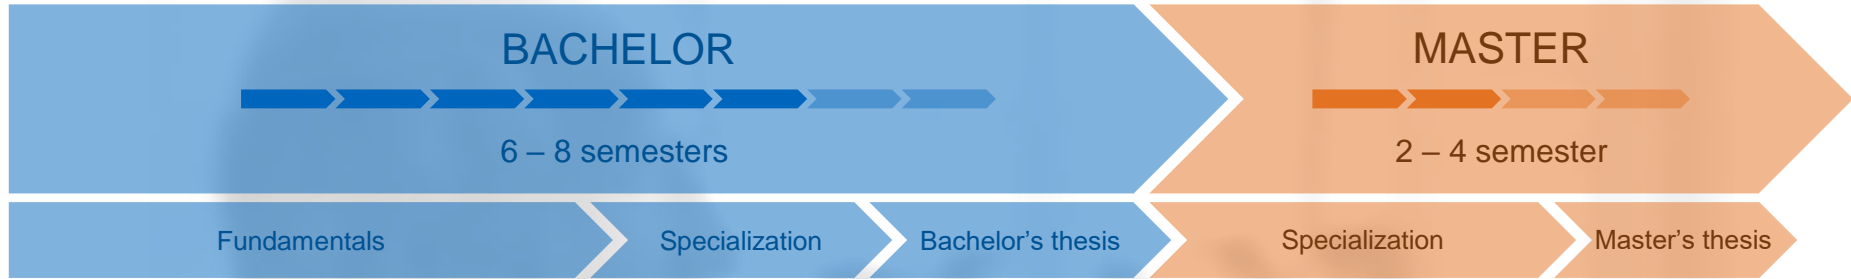 BACHELOR
6 – 8 semesters
MASTER
2 – 4 semester
Fundamentals
Specialization
Bachelor's thesis
Specialization
Master's thesis